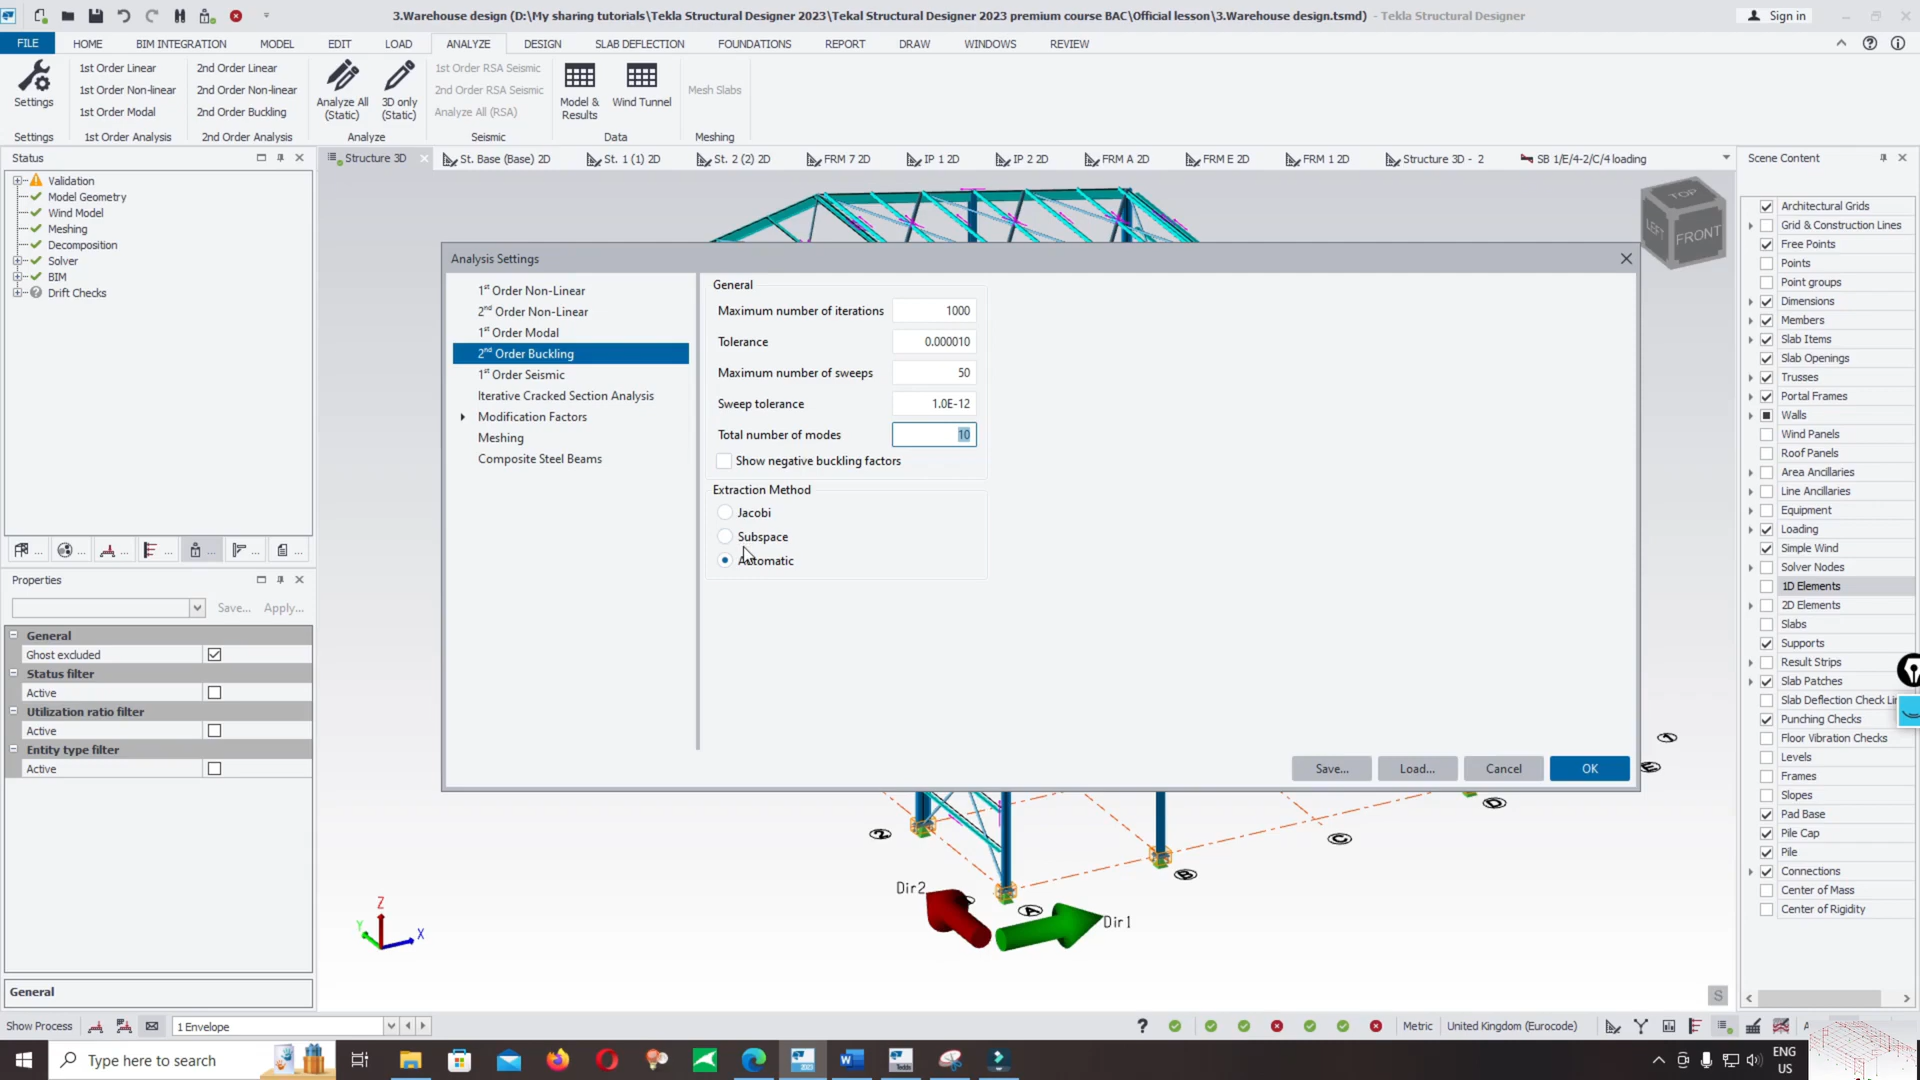 3.Warehouse design (D:\My sharing tutorials\Tekla Structural Designer 2023\Tekal Structural Designer 2023 premium course BAC\Official lesson\3.Warehouse design.tsmd) - Tekla Structural Designer
Sign in
FILE HOME BIM INTEGRATION MODEL EDIT LOAD ANALYZE DESIGN SLAB DEFLECTION FOUNDATIONS REPORT DRAW WINDOWS REVIEW
1st Order Linear 2nd Order Linear 1st Order RSA Seismic
1st Order Non-linear 2nd Order Non-linear 2nd Order RSA Seismic Mesh Slabs
Settings Analyze All (Static) 3D only (Static) Model & Results Wind Tunnel
1st Order Modal 2nd Order Buckling Analyze All (RSA)
Settings 1st Order Analysis 2nd Order Analysis Analyze Seismic Data Meshing
Status
Structure 3D St. Base (Base) 2D St. 1 (1) 2D St. 2 (2) 2D FRM 7 2D IP 1 2D IP 2 2D FRM A 2D FRM E 2D FRM 1 2D Structure 3D - 2 SB 1/E/4-2/C/4 loading
Validation
Model Geometry
Wind Model
Meshing
Decomposition
Solver
BIM
Drift Checks
Properties
Save... Apply...
General
Ghost excluded
Status filter
Active
Utilization ratio filter
Active
Entity type filter
Active
General
Analysis Settings
1st Order Non-Linear
2nd Order Non-Linear
1st Order Modal
2nd Order Buckling
1st Order Seismic
Iterative Cracked Section Analysis
Modification Factors
Meshing
Composite Steel Beams
General
Maximum number of iterations 1000
Tolerance 0.000010
Maximum number of sweeps 50
Sweep tolerance 1.0E-12
Total number of modes 10
Show negative buckling factors
Extraction Method
Jacobi
Subspace
Automatic
Save... Load... Cancel OK
TOP
LEFT FRONT
Z
Y
X
Dir2
Dir1
2
A
B
C
D
E
1
S
Scene Content
Architectural Grids
Grid & Construction Lines
Free Points
Points
Point groups
Dimensions
Members
Slab Items
Slab Openings
Trusses
Portal Frames
Walls
Wind Panels
Roof Panels
Area Ancillaries
Line Ancillaries
Equipment
Loading
Simple Wind
Solver Nodes
1D Elements
2D Elements
Slabs
Supports
Result Strips
Slab Patches
Slab Deflection Check Li
Punching Checks
Floor Vibration Checks
Levels
Frames
Slopes
Pad Base
Pile Cap
Pile
Connections
Center of Mass
Center of Rigidity
Show Process 1 Envelope
Metric United Kingdom (Eurocode)
Type here to search
ENG
US